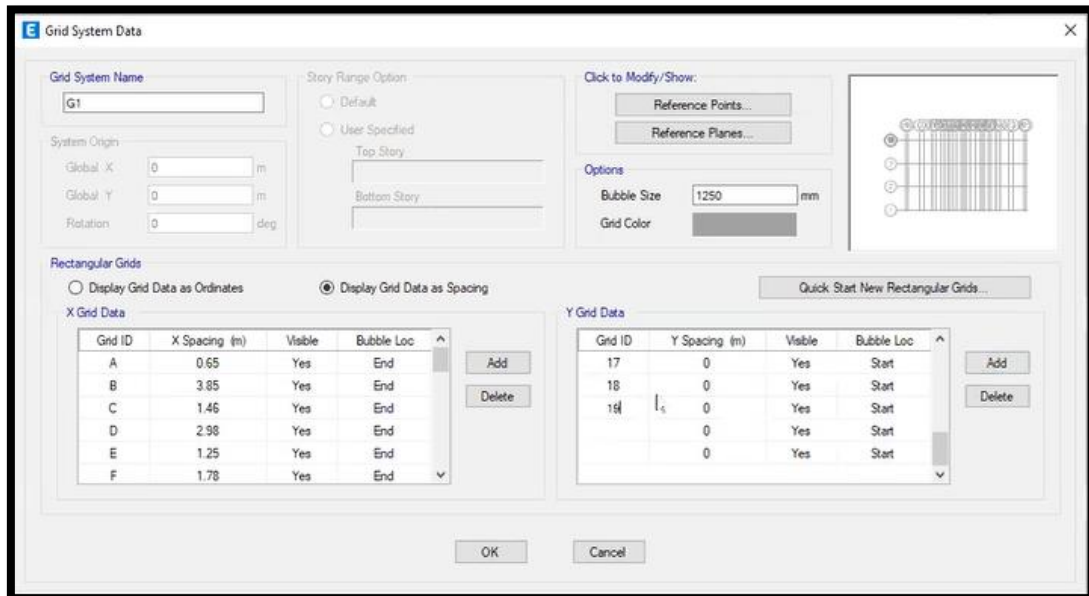 E Grid System Data
Grid System Name
G1
System Origin
Global X 0 m
Global Y 0 m
Rotation 0 deg
Story Range Option
Default
User Specified
Top Story
Bottom Story
Click to Modify/Show:
Reference Points...
Reference Planes...
Options
Bubble Size 1250 mm
Grid Color
Rectangular Grids
Display Grid Data as Ordinates
Display Grid Data as Spacing
Quick Start New Rectangular Grids...
X Grid Data
Grid ID X Spacing (m) Visible Bubble Loc
A 0.65 Yes End
B 3.85 Yes End
C 1.46 Yes End
D 2.98 Yes End
E 1.25 Yes End
F 1.78 Yes End
Add
Delete
Y Grid Data
Grid ID Y Spacing (m) Visible Bubble Loc
17 0 Yes Start
18 0 Yes Start
19 0 Yes Start
0 Yes Start
0 Yes Start
Add
Delete
OK
Cancel